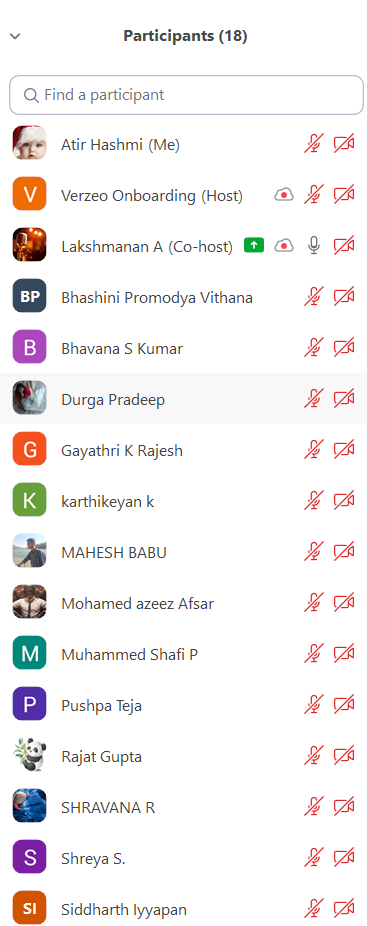 Participants (18)
Find a participant
Atir Hashmi (Me)
V Verzeo Onboarding (Host)
Lakshmanan A (Co-host)
BP Bhashini Promodya Vithana
B Bhavana S Kumar
Durga Pradeep
G Gayathri K Rajesh
K karthikeyan k
MAHESH BABU
Mohamed azeez Afsar
M Muhammed Shafi P
P Pushpa Teja
Rajat Gupta
SHRAVANA R
S Shreya S.
SI Siddharth Iyyapan